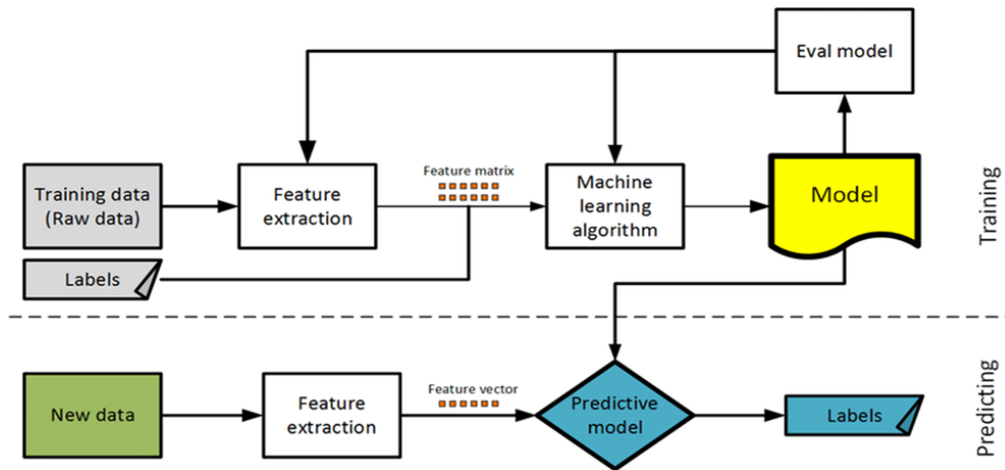 Eval model
Training data
(Raw data)
Feature
extraction
Feature matrix
Machine
learning
algorithm
Model
Training
Labels
New data
Feature
extraction
Feature vector
Predictive
model
Labels
Predicting